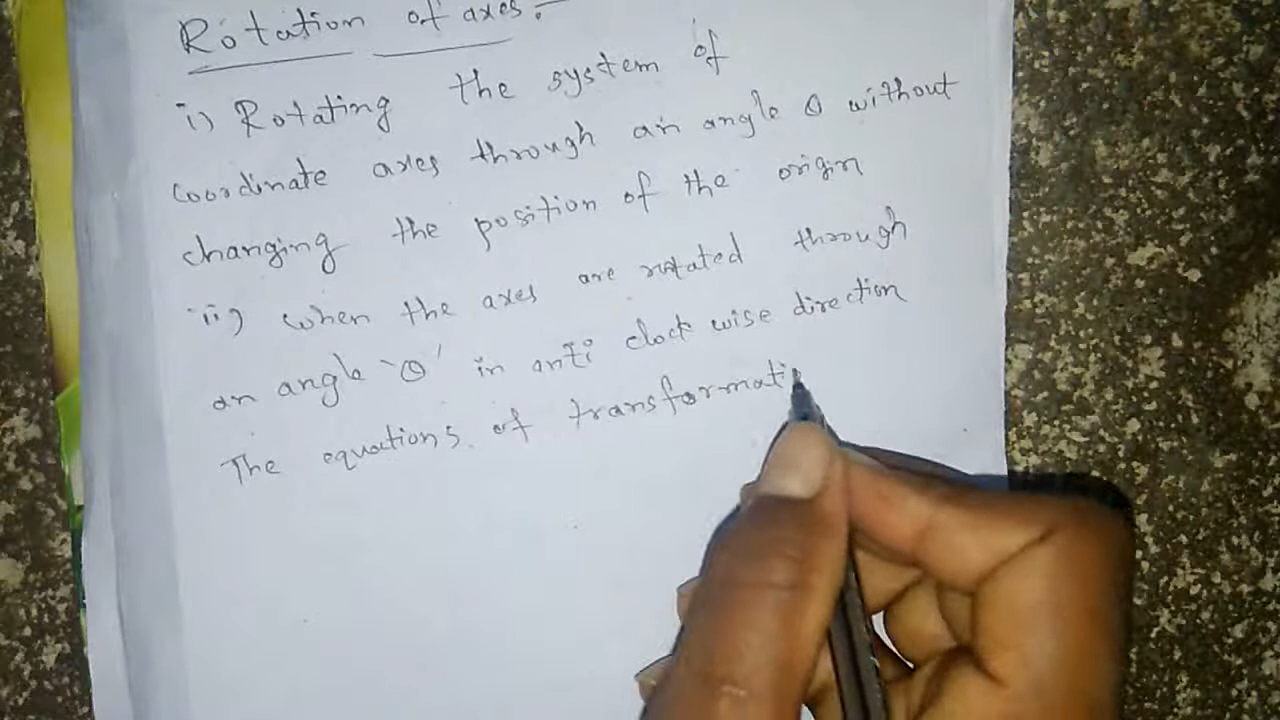 Rotation of axes:-
i) Rotating the system of
Coordinate axes through an angle θ without
changing the position of the origin
ii) when the axes are rotated through
an angle 'θ' in anti clock wise direction
The equations of transformati